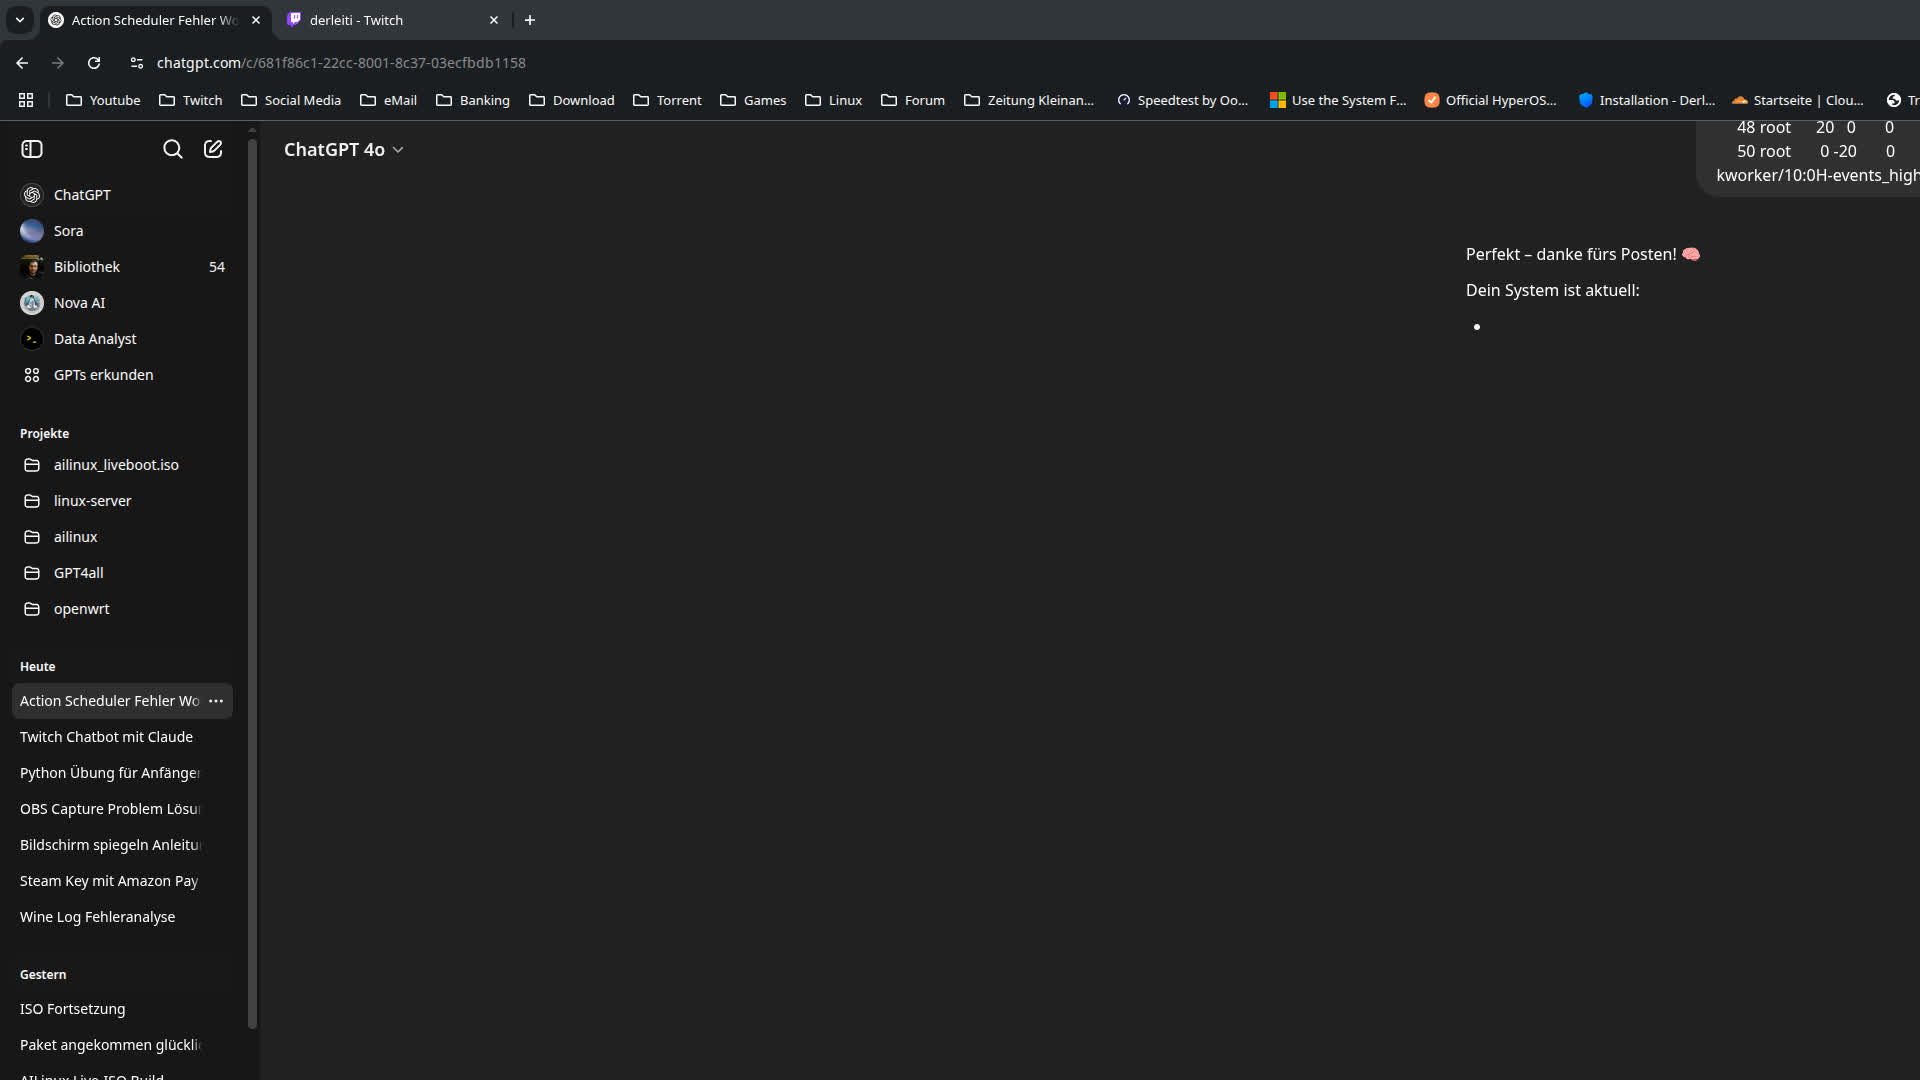 Action Scheduler Fehler Wo
derleiti - Twitch
chatgpt.com/c/681f86c1-22cc-8001-8c37-03ecfbdb1158
Youtube
Twitch
Social Media
eMail
Banking
Download
Torrent
Games
Linux
Forum
Zeitung Kleinan...
Speedtest by Oo...
Use the System F...
Official HyperOS...
Installation - Derl...
Startseite | Clou...
Tr
ChatGPT 4o
48 root 20 0 0
50 root 0 -20 0
kworker/10:0H-events_high
Perfekt – danke fürs Posten! 🧠
Dein System ist aktuell:
•
ChatGPT
Sora
Bibliothek 54
Nova AI
Data Analyst
GPTs erkunden
Projekte
ailinux_liveboot.iso
linux-server
ailinux
GPT4all
openwrt
Heute
Action Scheduler Fehler Wo
Twitch Chatbot mit Claude
Python Übung für Anfänger
OBS Capture Problem Lösu
Bildschirm spiegeln Anleitu
Steam Key mit Amazon Pay
Wine Log Fehleranalyse
Gestern
ISO Fortsetzung
Paket angekommen glückli
AILinux Live ISO Build